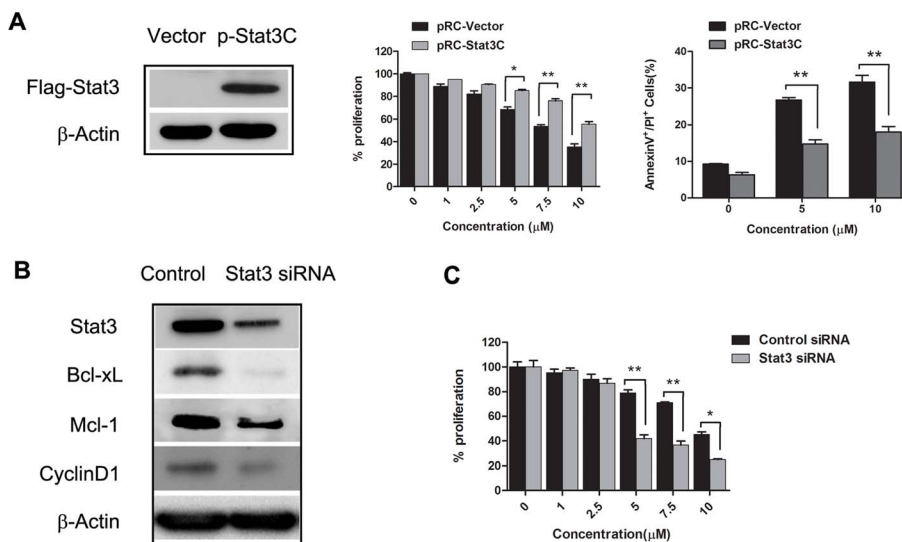 A
Vector p-Stat3C
Flag-Stat3
β-Actin
pRC-Vector
pRC-Stat3C
% proliferation
120
100
80
60
40
20
0
* ** **
0 1 2.5 5 7.5 10
Concentration (μM)
pRC-Vector
pRC-Stat3C
AnnexinV+/PI+ Cells(%)
40
30
20
10
0
** **
0 5 10
Concentration (μM)
B
Control Stat3 siRNA
Stat3
Bcl-xL
Mcl-1
CyclinD1
β-Actin
C
Control siRNA
Stat3 siRNA
% proliferation
120
100
80
60
40
20
0
** ** *
0 1 2.5 5 7.5 10
Concentration(μM)